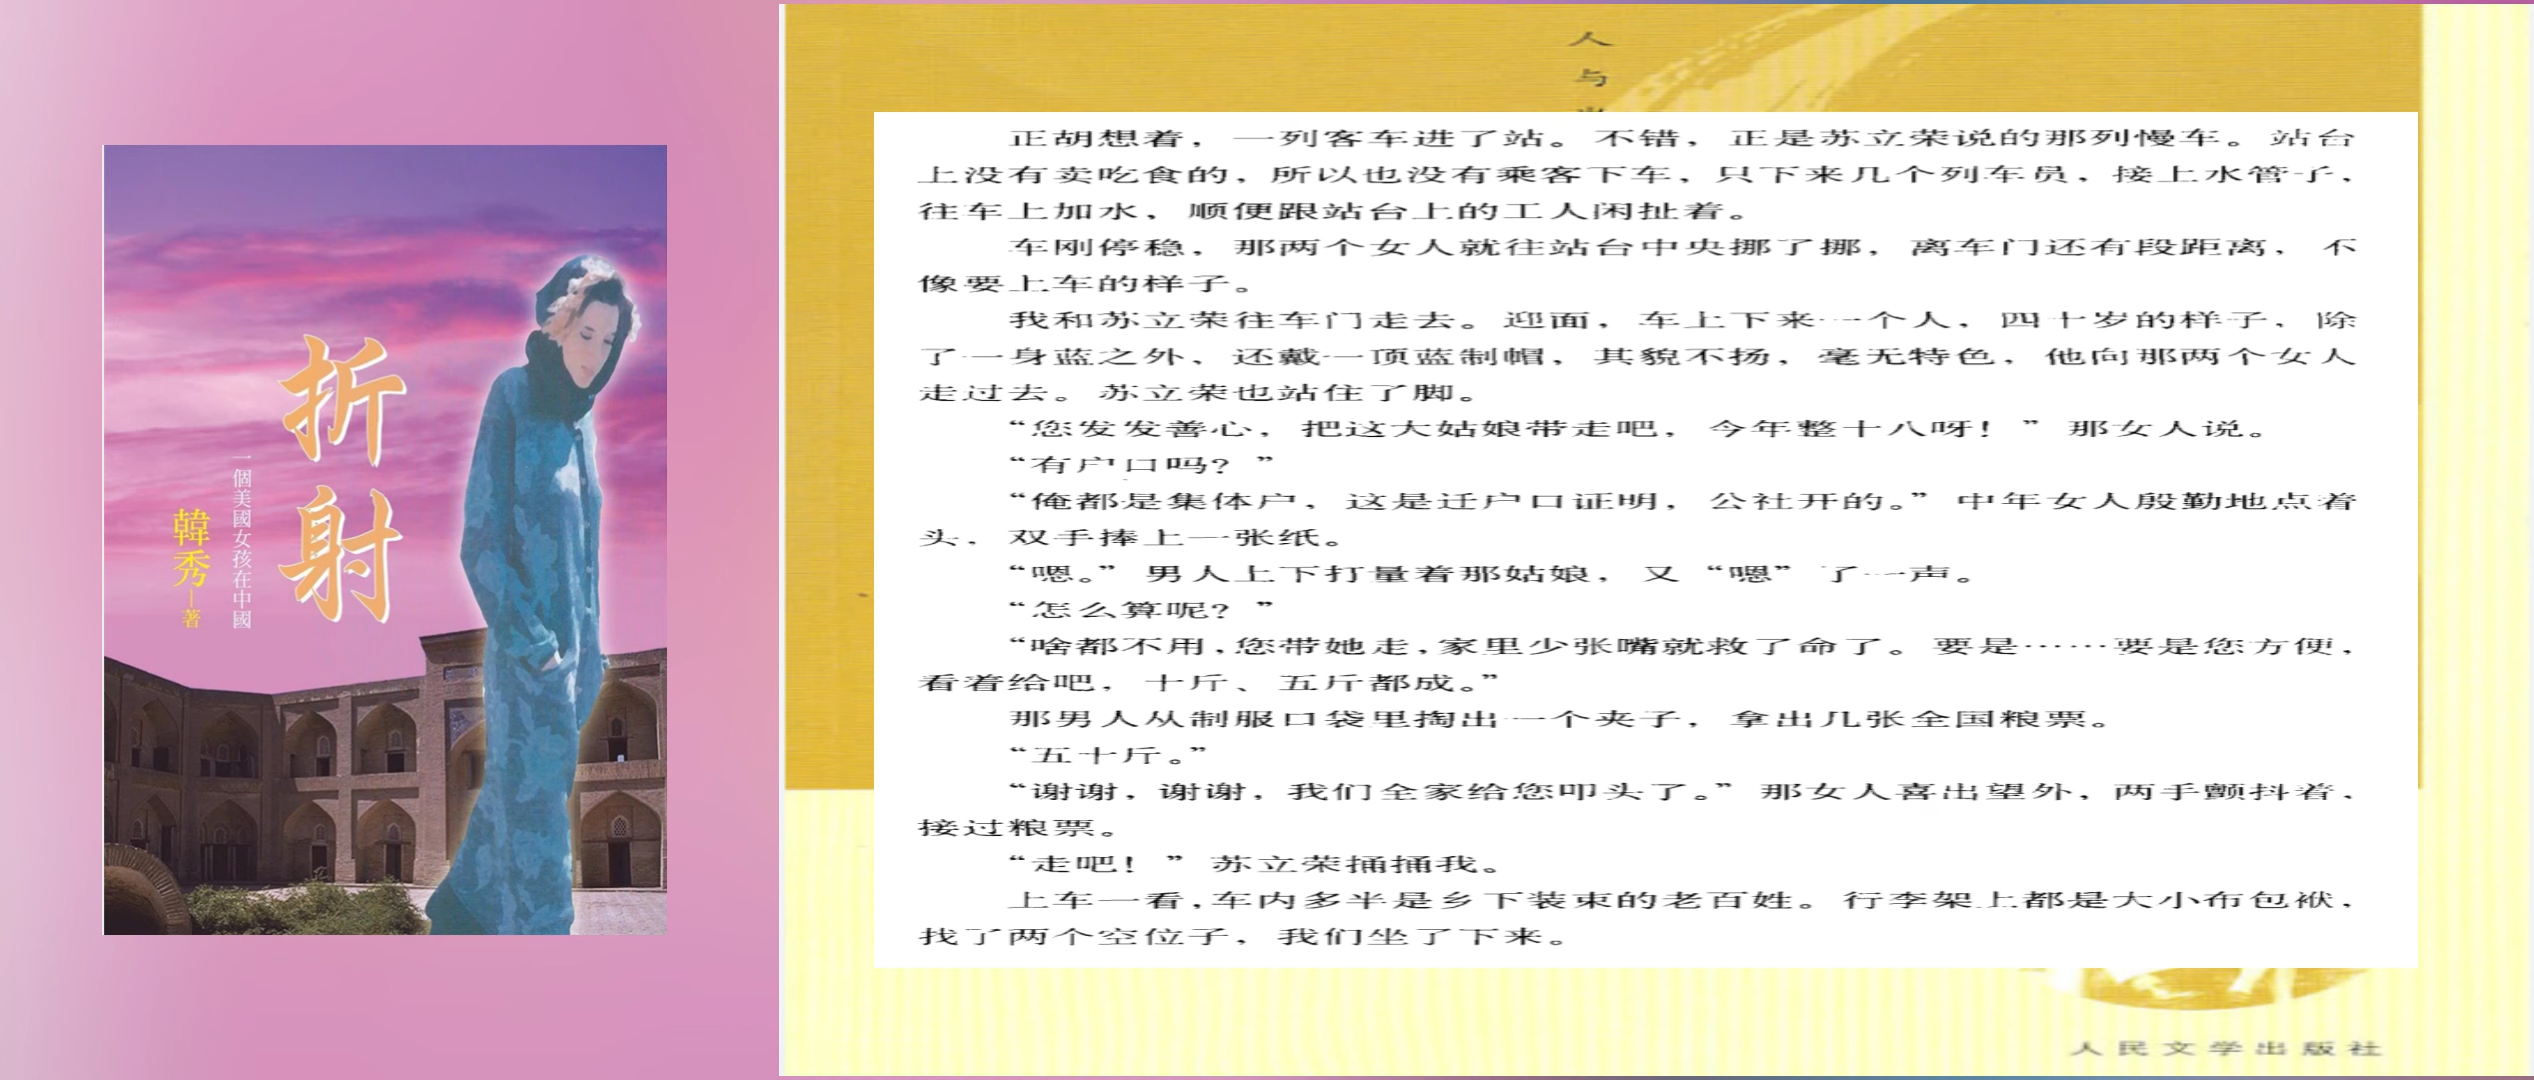 折射
一個美國女孩在中國
韓秀—著
人与
正胡想着，一列客车进了站。不错，正是苏立荣说的那列慢车。站台
上没有卖吃食的，所以也没有乘客下车，只下来几个列车员，接上水管子，
往车上加水，顺便跟站台上的工人闲扯着。
车刚停稳，那两个女人就往站台中央挪了挪，离车门还有段距离，不
像要上车的样子。
我和苏立荣往车门走去。迎面，车上下来一个人，四十岁的样子，除
了一身蓝之外，还戴一顶蓝制帽，其貌不扬，毫无特色，他向那两个女人
走过去。苏立荣也站住了脚。
“您发发善心，把这大姑娘带走吧，今年整十八呀！”那女人说。
“有户口吗？”
“俺都是集体户，这是迁户口证明，公社开的。”中年女人殷勤地点着
头，双手捧上一张纸。
“嗯。”男人上下打量着那姑娘，又“嗯”了一声。
“怎么算呢？”
“啥都不用，您带她走，家里少张嘴就救了命了。要是……要是您方便，
看着给吧，十斤、五斤都成。”
那男人从制服口袋里掏出一个夹子，拿出几张全国粮票。
“五十斤。”
“谢谢，谢谢，我们全家给您叩头了。”那女人喜出望外，两手颤抖着，
接过粮票。
“走吧！”苏立荣捅捅我。
上车一看，车内多半是乡下装束的老百姓。行李架上都是大小布包袱，
找了两个空位子，我们坐了下来。
人民文学出版社